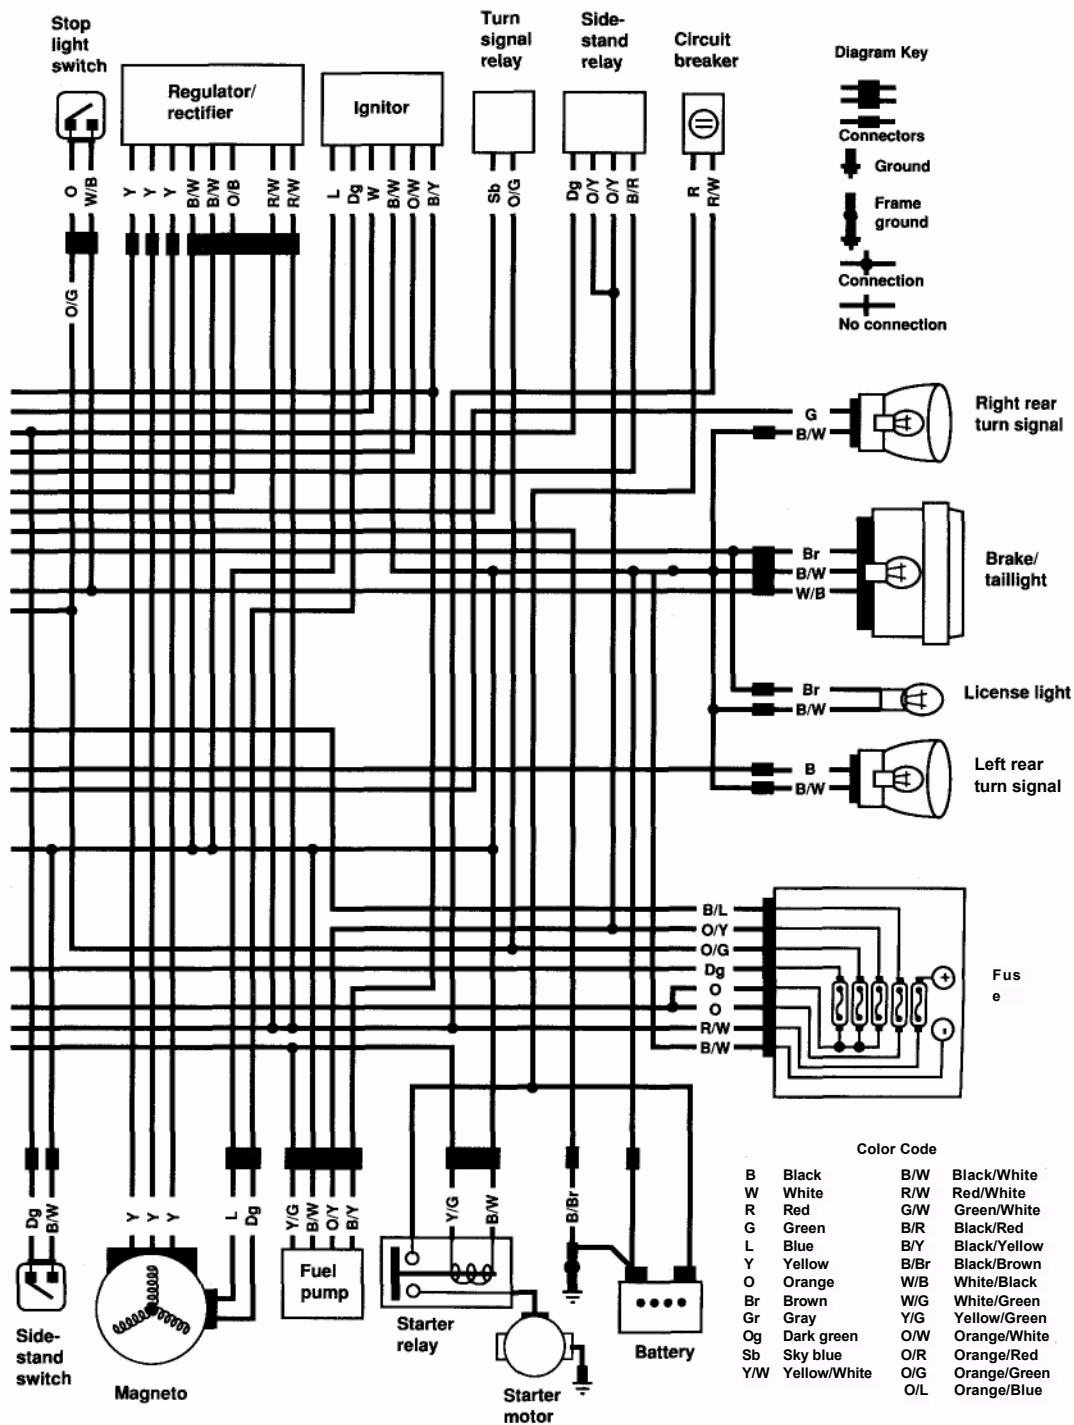 Stop
light
switch
Regulator/
rectifier
Ignitor
Turn
signal
relay
Side-
stand
relay
Circuit
breaker
Diagram Key
Connectors
Ground
Frame
ground
Connection
No connection
O
W/B
Y
Y
Y
B/W
B/W
O/B
R/W
R/W
L
Dg
W
B/W
O/W
B/Y
Sb
O/G
Dg
O/Y
O/Y
B/R
R
R/W
O/G
G
B/W
Right rear
turn signal
Br
B/W
W/B
Brake/
taillight
Br
B/W
License light
B
B/W
Left rear
turn signal
B/L
O/Y
O/G
Dg
O
O
R/W
B/W
+
-
Fus
e
Dg
B/W
Y
Y
Y
L
Dg
Y/G
B/W
O/Y
B/Y
Y/G
B/W
B/Br
Side-
stand
switch
Magneto
Fuel
pump
Starter
relay
Starter
motor
Battery
Color Code
B Black B/W Black/White
W White R/W Red/White
R Red G/W Green/White
G Green B/R Black/Red
L Blue B/Y Black/Yellow
Y Yellow B/Br Black/Brown
O Orange W/B White/Black
Br Brown W/G White/Green
Gr Gray Y/G Yellow/Green
Og Dark green O/W Orange/White
Sb Sky blue O/R Orange/Red
Y/W Yellow/White O/G Orange/Green
O/L Orange/Blue